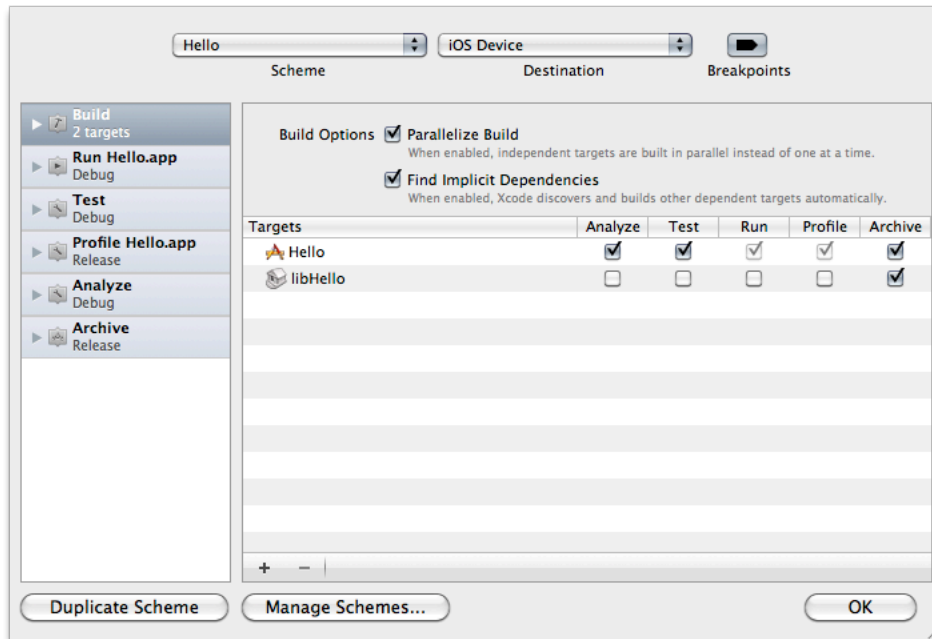 Hello iOS Device
Scheme Destination Breakpoints
Build
2 targets
Run Hello.app
Debug
Test
Debug
Profile Hello.app
Release
Analyze
Debug
Archive
Release
Build Options Parallelize Build
When enabled, independent targets are built in parallel instead of one at a time.
Find Implicit Dependencies
When enabled, Xcode discovers and builds other dependent targets automatically.
Targets Analyze Test Run Profile Archive
Hello
libHello
+ −
Duplicate Scheme Manage Schemes... OK